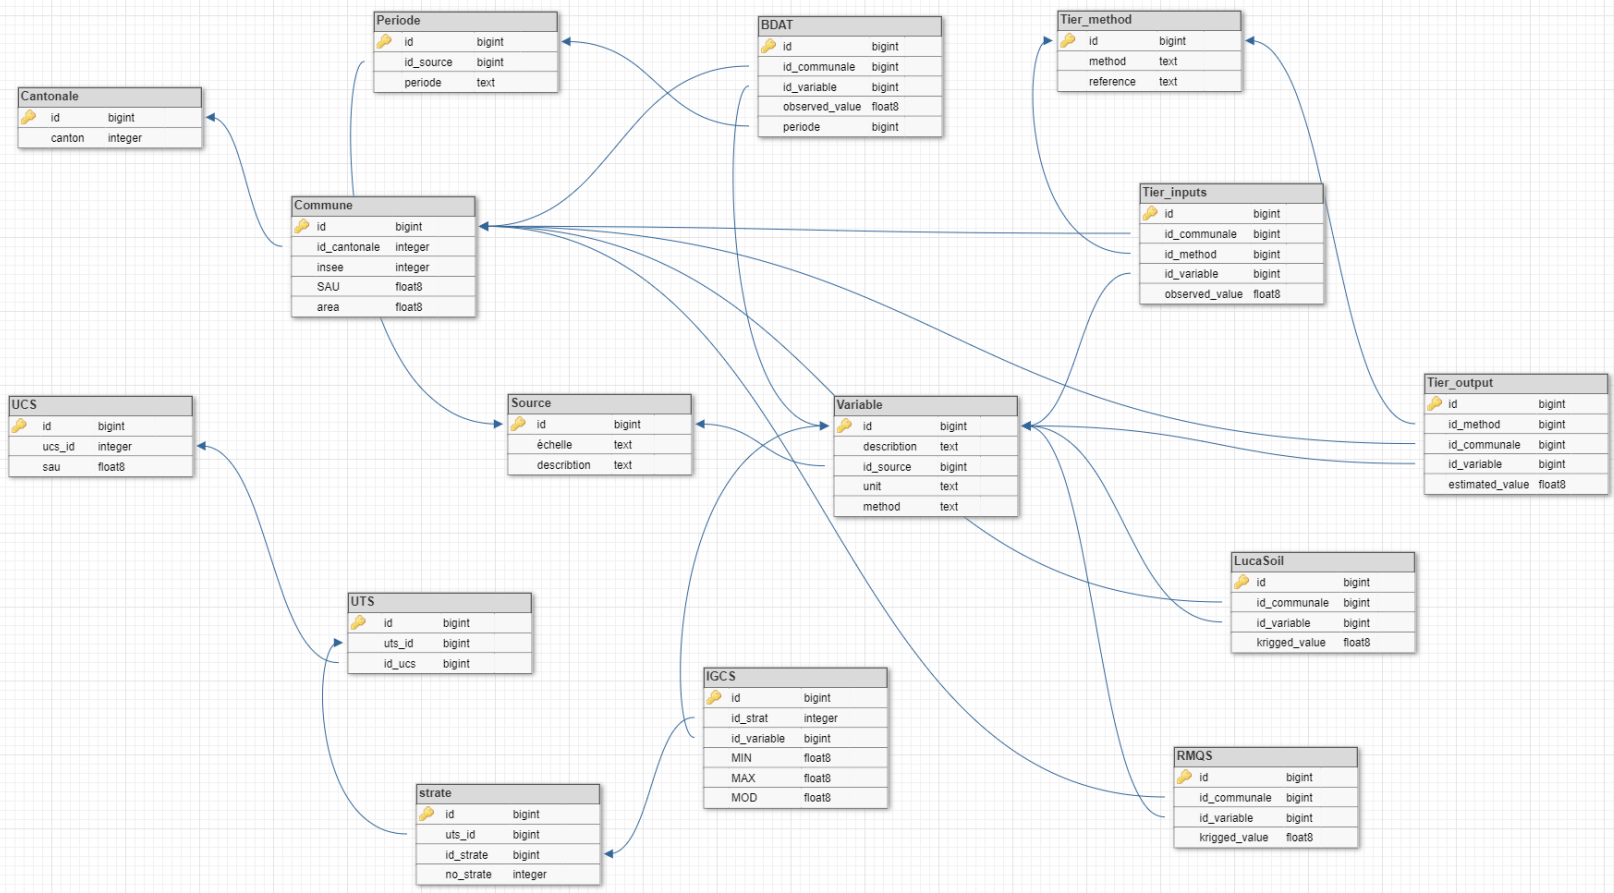 Periode
id bigint
id_source bigint
periode text
BDAT
id bigint
id_communale bigint
id_variable bigint
observed_value float8
periode bigint
Tier_method
id bigint
method text
reference text
Cantonale
id bigint
canton integer
Commune
id bigint
id_cantonale integer
insee integer
SAU float8
area float8
Tier_inputs
id bigint
id_communale bigint
id_method bigint
id_variable bigint
observed_value float8
Tier_output
id bigint
id_method bigint
id_communale bigint
id_variable bigint
estimated_value float8
UCS
id bigint
ucs_id integer
sau float8
Source
id bigint
échelle text
describtion text
Variable
id bigint
describtion text
id_source bigint
unit text
method text
LucaSoil
id bigint
id_communale bigint
id_variable bigint
krigged_value float8
UTS
id bigint
uts_id bigint
id_ucs bigint
IGCS
id bigint
id_strat integer
id_variable bigint
MIN float8
MAX float8
MOD float8
RMQS
id bigint
id_communale bigint
id_variable bigint
krigged_value float8
strate
id bigint
uts_id bigint
id_strate bigint
no_strate integer